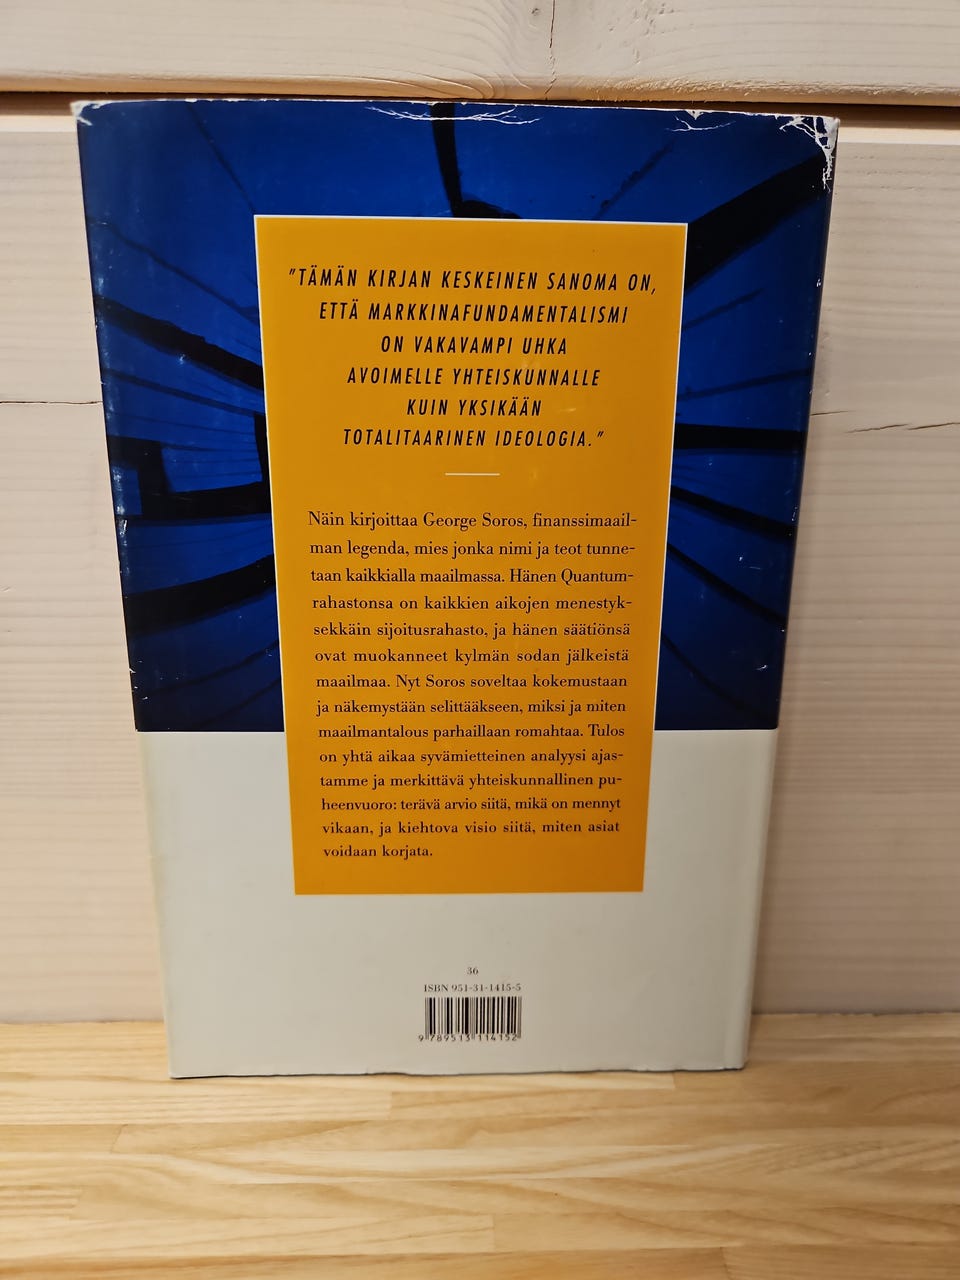 "TÄMÄN KIRJAN KESKEINEN SANOMA ON,
ETTÄ MARKKINAFUNDAMENTALISMI
ON VAKAVAMPI UHKA
AVOIMELLE YHTEISKUNNALLE
KUIN YKSIKÄÄN
TOTALITAARINEN IDEOLOGIA."
Näin kirjoittaa George Soros, finanssimaail-
man legenda, mies jonka nimi ja teot tunne-
taan kaikkialla maailmassa. Hänen Quantum-
rahastonsa on kaikkien aikojen menestyk-
sekkäin sijoitusrahasto, ja hänen säätiönsä
ovat muokanneet kylmän sodan jälkeistä
maailmaa. Nyt Soros soveltaa kokemustaan
ja näkemystään selittääkseen, miksi ja miten
maailmantalous parhaillaan romahtaa. Tulos
on yhtä aikaa syvämietteinen analyysi ajas-
tamme ja merkittävä yhteiskunnallinen pu-
heenvuoro: terävä arvio siitä, mikä on mennyt
vikaan, ja kiehtova visio siitä, miten asiat
voidaan korjata.
36
ISBN 951-31-1415-5
9 789513 114152